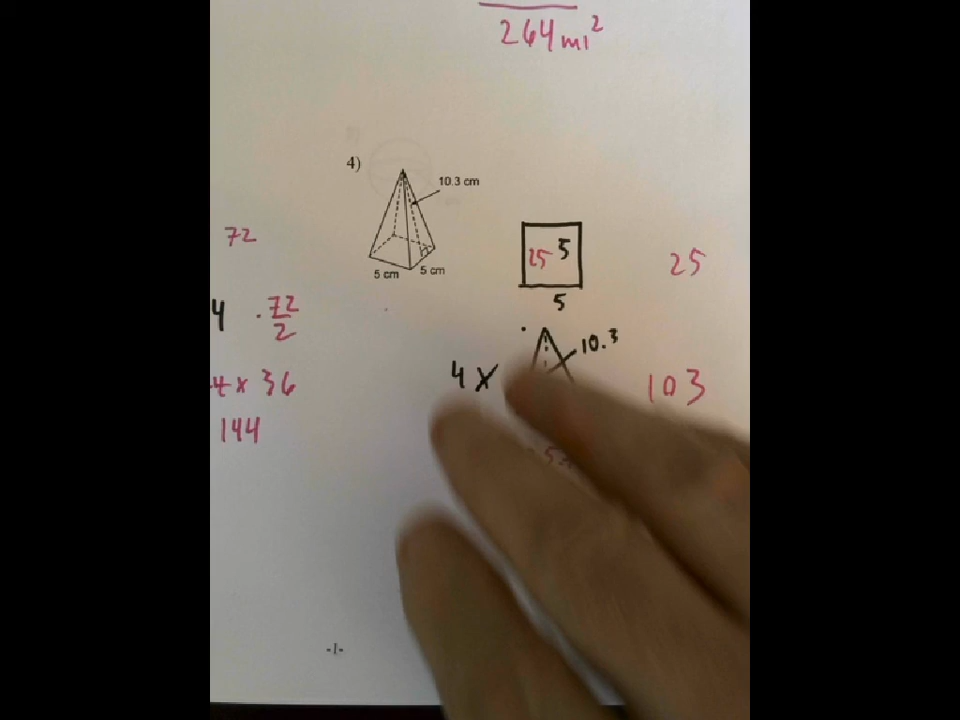 264 mi²
4)
10.3 cm
5 cm 5 cm
72
25 5
5
25
4 · 72/2
10.3
4 x
103
4 x 36
144
-1-